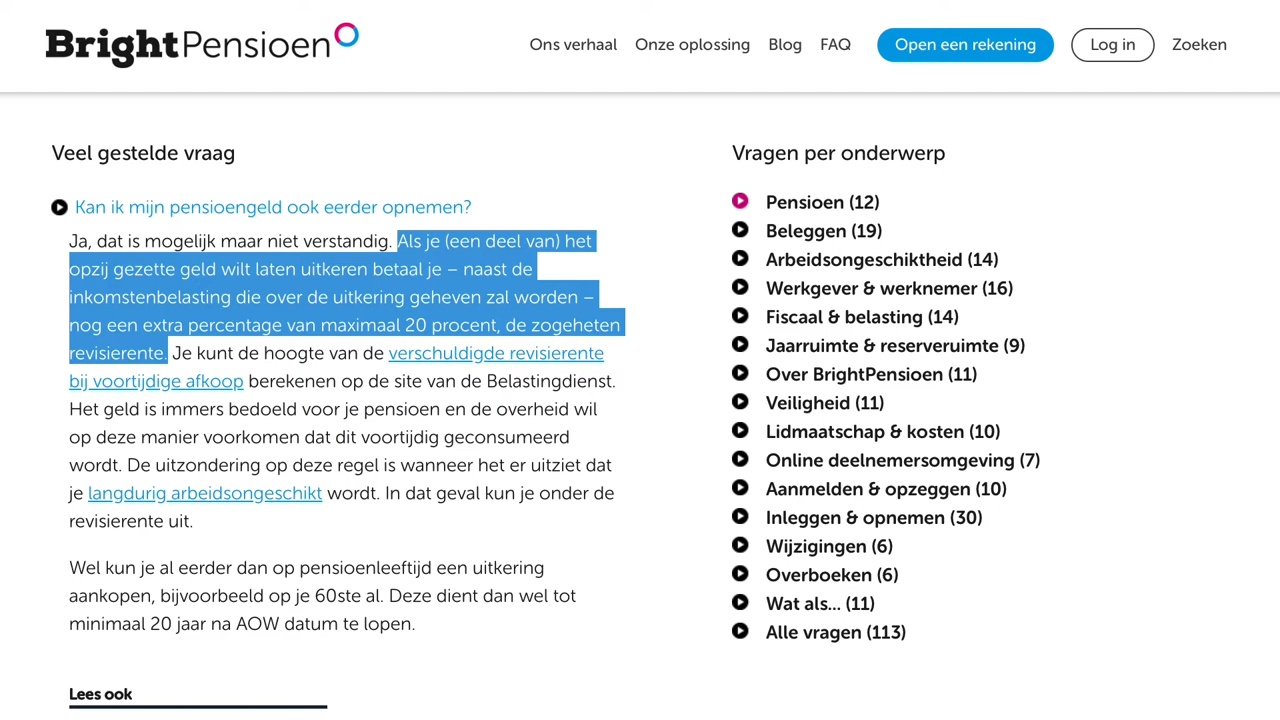 BrightPensioen
Ons verhaal Onze oplossing Blog FAQ Open een rekening Log in Zoeken
Veel gestelde vraag
Kan ik mijn pensioengeld ook eerder opnemen?
Ja, dat is mogelijk maar niet verstandig. Als je (een deel van) het
opzij gezette geld wilt laten uitkeren betaal je – naast de
inkomstenbelasting die over de uitkering geheven zal worden –
nog een extra percentage van maximaal 20 procent, de zogeheten
revisierente. Je kunt de hoogte van de verschuldigde revisierente
bij voortijdige afkoop berekenen op de site van de Belastingdienst.
Het geld is immers bedoeld voor je pensioen en de overheid wil
op deze manier voorkomen dat dit voortijdig geconsumeerd
wordt. De uitzondering op deze regel is wanneer het er uitziet dat
je langdurig arbeidsongeschikt wordt. In dat geval kun je onder de
revisierente uit.
Wel kun je al eerder dan op pensioenleeftijd een uitkering
aankopen, bijvoorbeeld op je 60ste al. Deze dient dan wel tot
minimaal 20 jaar na AOW datum te lopen.
Lees ook
Vragen per onderwerp
Pensioen (12)
Beleggen (19)
Arbeidsongeschiktheid (14)
Werkgever & werknemer (16)
Fiscaal & belasting (14)
Jaarruimte & reserveruimte (9)
Over BrightPensioen (11)
Veiligheid (11)
Lidmaatschap & kosten (10)
Online deelnemersomgeving (7)
Aanmelden & opzeggen (10)
Inleggen & opnemen (30)
Wijzigingen (6)
Overboeken (6)
Wat als... (11)
Alle vragen (113)